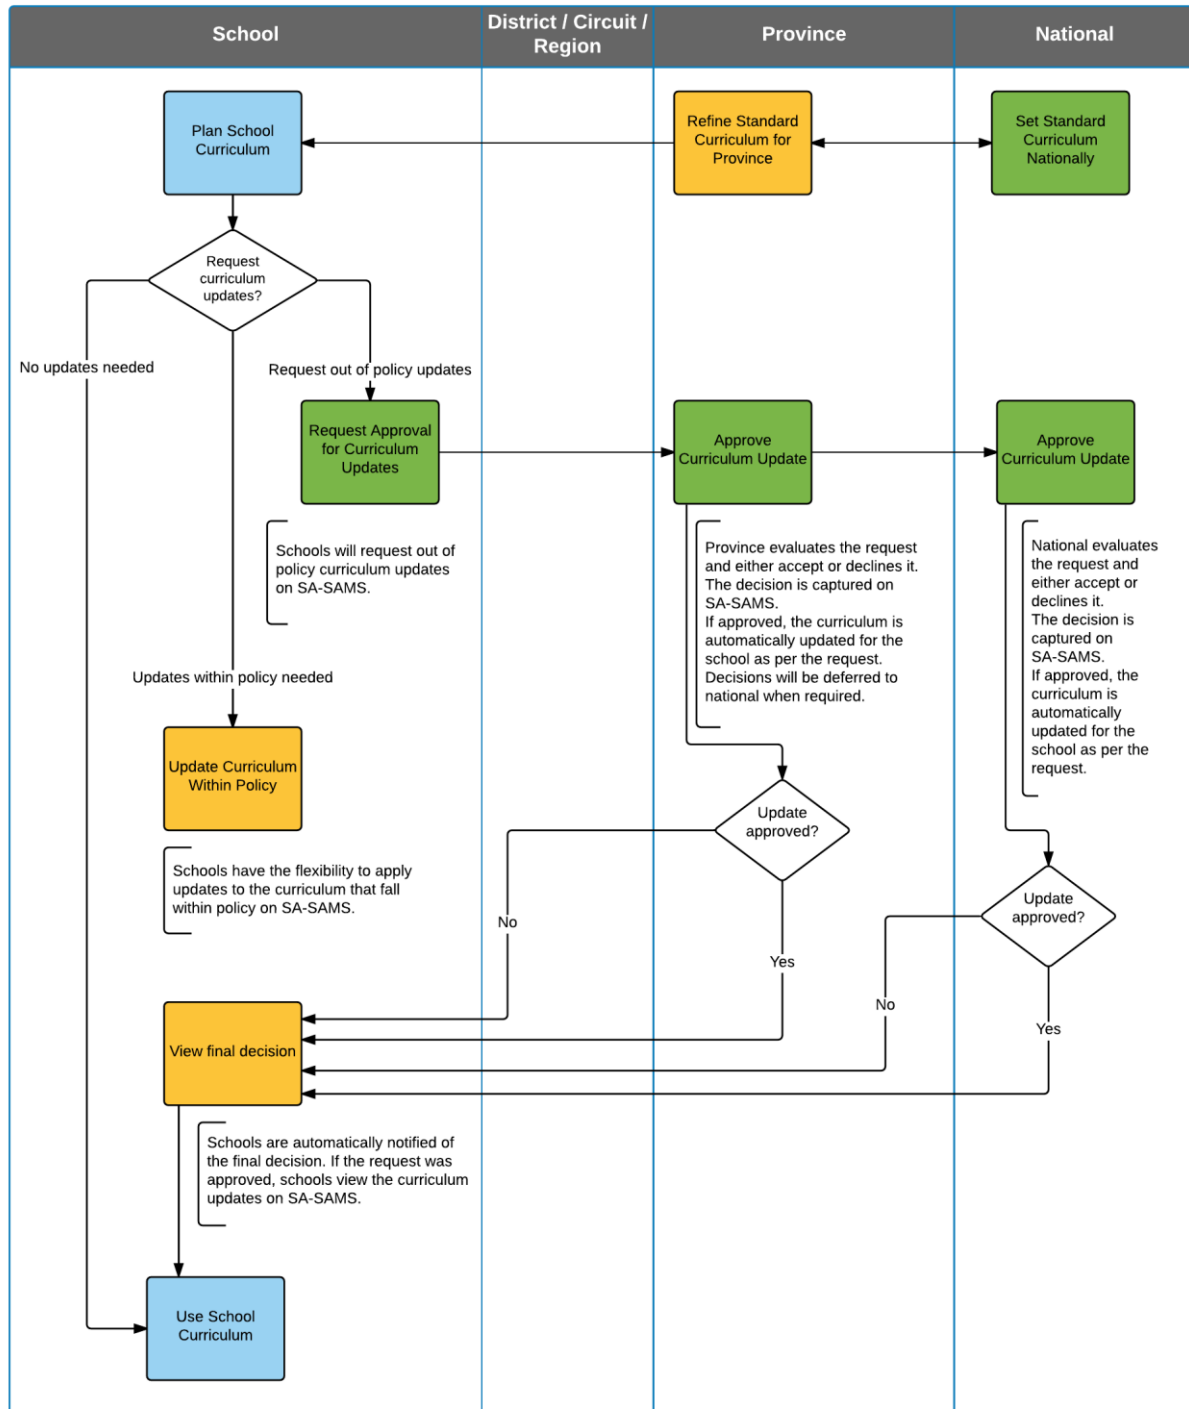 School
District / Circuit /
Region
Province
National
Plan School
Curriculum
Refine Standard
Curriculum for
Province
Set Standard
Curriculum
Nationally
Request
curriculum
updates?
No updates needed
Request out of policy updates
Request Approval
for Curriculum
Updates
Approve
Curriculum Update
Approve
Curriculum Update
Schools will request out of
policy curriculum updates
on SA-SAMS.
Province evaluates the request
and either accept or declines it.
The decision is captured on
SA-SAMS.
If approved, the curriculum is
automatically updated for the
school as per the request.
Decisions will be deferred to
national when required.
National evaluates
the request and
either accept or
declines it.
The decision is
captured on
SA-SAMS.
If approved, the
curriculum is
automatically
updated for the
school as per the
request.
Updates within policy needed
Update Curriculum
Within Policy
Update
approved?
Schools have the flexibility to apply
updates to the curriculum that fall
within policy on SA-SAMS.
Update
approved?
No
Yes
No
Yes
View final decision
Schools are automatically notified of
the final decision. If the request was
approved, schools view the curriculum
updates on SA-SAMS.
Use School
Curriculum